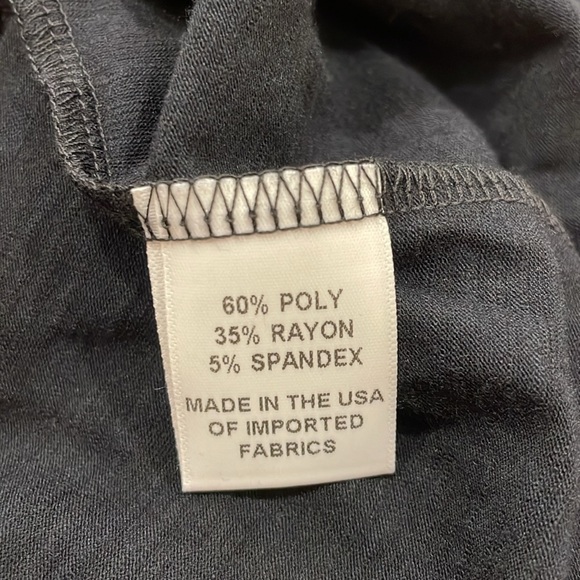 60% POLY
35% RAYON
5% SPANDEX
MADE IN THE USA
OF IMPORTED
FABRICS